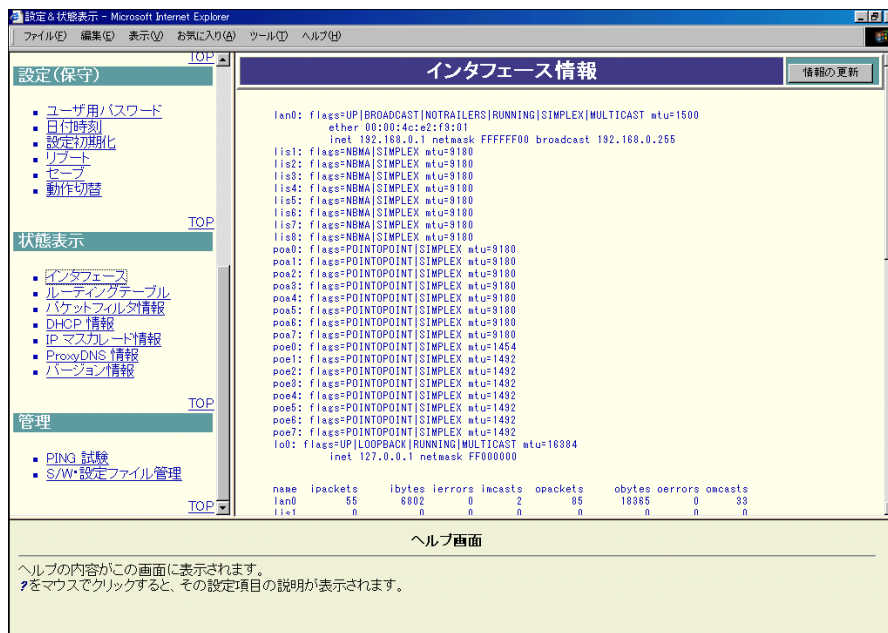 設定＆状態表示 - Microsoft Internet Explorer
ファイル(F) 編集(E) 表示(V) お気に入り(A) ツール(T) ヘルプ(H)
TOP
設定(保守)
ユーザ用パスワード
日付時刻
設定初期化
リブート
セーブ
動作切替
TOP
状態表示
インタフェース
ルーティングテーブル
パケットフィルタ情報
DHCP 情報
IP マスカレード情報
ProxyDNS 情報
バージョン情報
TOP
管理
PING 試験
S/W・設定ファイル管理
TOP
インタフェース情報
情報の更新
lan0: flags=UP|BROADCAST|NOTRAILERS|RUNNING|SIMPLEX|MULTICAST mtu=1500
ether 00:00:4c:e2:f9:01
inet 192.168.0.1 netmask FFFFFF00 broadcast 192.168.0.255
lis1: flags=NBMA|SIMPLEX mtu=9180
lis2: flags=NBMA|SIMPLEX mtu=9180
lis3: flags=NBMA|SIMPLEX mtu=9180
lis4: flags=NBMA|SIMPLEX mtu=9180
lis5: flags=NBMA|SIMPLEX mtu=9180
lis6: flags=NBMA|SIMPLEX mtu=9180
lis7: flags=NBMA|SIMPLEX mtu=9180
lis8: flags=NBMA|SIMPLEX mtu=9180
poa0: flags=POINTOPOINT|SIMPLEX mtu=9180
poa1: flags=POINTOPOINT|SIMPLEX mtu=9180
poa2: flags=POINTOPOINT|SIMPLEX mtu=9180
poa3: flags=POINTOPOINT|SIMPLEX mtu=9180
poa4: flags=POINTOPOINT|SIMPLEX mtu=9180
poa5: flags=POINTOPOINT|SIMPLEX mtu=9180
poa6: flags=POINTOPOINT|SIMPLEX mtu=9180
poa7: flags=POINTOPOINT|SIMPLEX mtu=9180
poe0: flags=POINTOPOINT|SIMPLEX mtu=1454
poe1: flags=POINTOPOINT|SIMPLEX mtu=1492
poe2: flags=POINTOPOINT|SIMPLEX mtu=1492
poe3: flags=POINTOPOINT|SIMPLEX mtu=1492
poe4: flags=POINTOPOINT|SIMPLEX mtu=1492
poe5: flags=POINTOPOINT|SIMPLEX mtu=1492
poe6: flags=POINTOPOINT|SIMPLEX mtu=1492
poe7: flags=POINTOPOINT|SIMPLEX mtu=1492
lo0: flags=UP|LOOPBACK|RUNNING|MULTICAST mtu=16384
inet 127.0.0.1 netmask FF000000
name ipackets ibytes ierrors imcasts opackets obytes oerrors omcasts
lan0 55 6802 0 2 85 18365 0 33
lis1 0 0 0 0 0 0 0 0
ヘルプ画面
ヘルプの内容がこの画面に表示されます。
?をマウスでクリックすると、その設定項目の説明が表示されます。